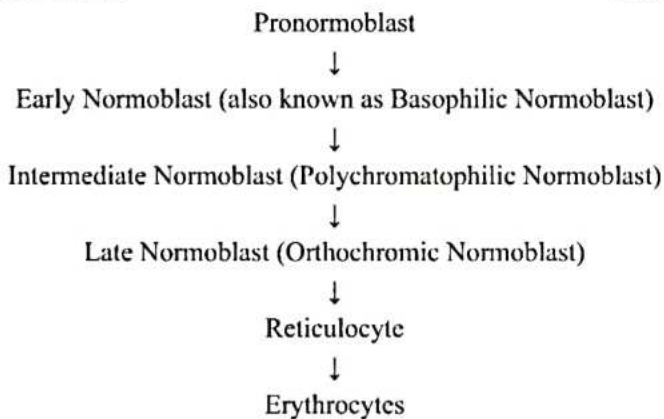 Pronormoblast
↓
Early Normoblast (also known as Basophilic Normoblast)
↓
Intermediate Normoblast (Polychromatophilic Normoblast)
↓
Late Normoblast (Orthochromic Normoblast)
↓
Reticulocyte
↓
Erythrocytes